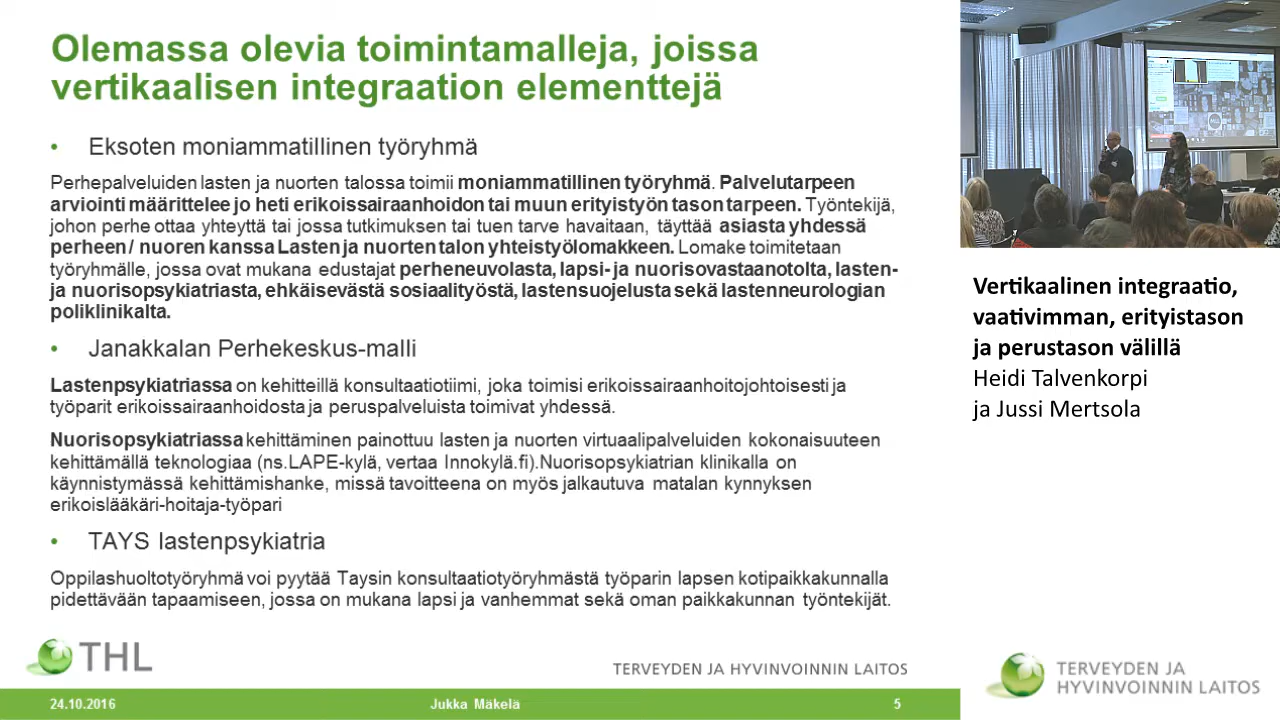 Olemassa olevia toimintamalleja, joissa
vertikaalisen integraation elementtejä
• Eksoten moniammatillinen työryhmä
Perhepalveluiden lasten ja nuorten talossa toimii moniammatillinen työryhmä. Palvelutarpeen
arviointi määrittelee jo heti erikoissairaanhoidon tai muun erityistyön tason tarpeen. Työntekijä,
johon perhe ottaa yhteyttä tai jossa tutkimuksen tai tuen tarve havaitaan, täyttää asiasta yhdessä
perheen / nuoren kanssa Lasten ja nuorten talon yhteistyölomakkeen. Lomake toimitetaan
työryhmälle, jossa ovat mukana edustajat perheneuvolasta, lapsi- ja nuorisovastaanotolta, lasten-
ja nuorisopsykiatriasta, ehkäisevästä sosiaalityöstä, lastensuojelusta sekä lastenneurologian
poliklinikalta.
• Janakkalan Perhekeskus-malli
Lastenpsykiatriassa on kehitteillä konsultaatiotiimi, joka toimisi erikoissairaanhoitojohtoisesti ja
työparit erikoissairaanhoidosta ja peruspalveluista toimivat yhdessä.
Nuorisopsykiatriassa kehittäminen painottuu lasten ja nuorten virtuaalipalveluiden kokonaisuuteen
kehittämällä teknologiaa (ns.LAPE-kylä, vertaa Innokylä.fi).Nuorisopsykiatrian klinikalla on
käynnistymässä kehittämishanke, missä tavoitteena on myös jalkautuva matalan kynnyksen
erikoislääkäri-hoitaja-työpari
• TAYS lastenpsykiatria
Oppilashuoltotyöryhmä voi pyytää Taysin konsultaatiotyöryhmästä työparin lapsen kotipaikkakunnalla
pidettävään tapaamiseen, jossa on mukana lapsi ja vanhemmat sekä oman paikkakunnan työntekijät.
THL
TERVEYDEN JA HYVINVOINNIN LAITOS
24.10.2016
Jukka Mäkelä
5
Vertikaalinen integraatio,
vaativimman, erityistason
ja perustason välillä
Heidi Talvenkorpi
ja Jussi Mertsola
TERVEYDEN JA
HYVINVOINNIN LAITOS